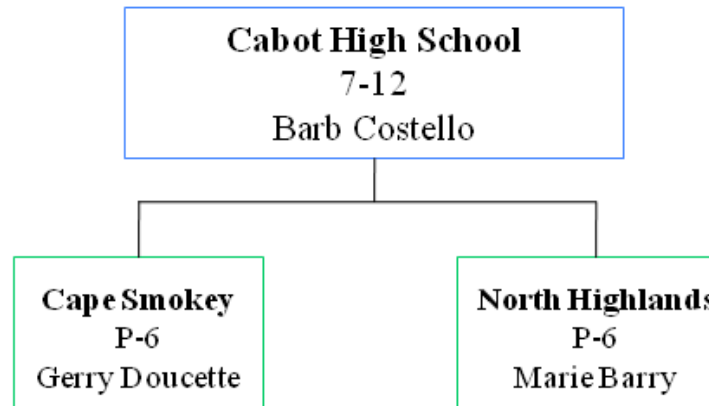 Cabot High School
7-12
Barb Costello
Cape Smokey
P-6
Gerry Doucette
North Highlands
P-6
Marie Barry